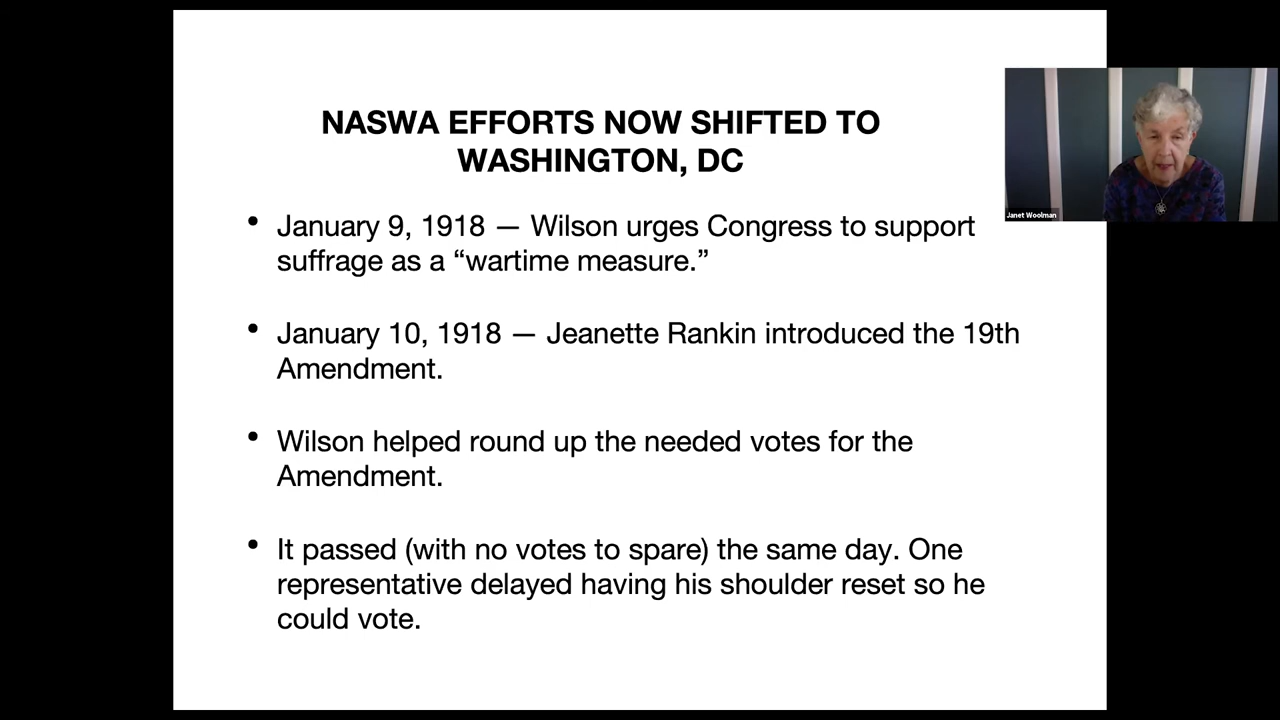 NASWA EFFORTS NOW SHIFTED TO
WASHINGTON, DC
• January 9, 1918 — Wilson urges Congress to support
suffrage as a “wartime measure.”
• January 10, 1918 — Jeanette Rankin introduced the 19th
Amendment.
• Wilson helped round up the needed votes for the
Amendment.
• It passed (with no votes to spare) the same day. One
representative delayed having his shoulder reset so he
could vote.
Janet Woolman